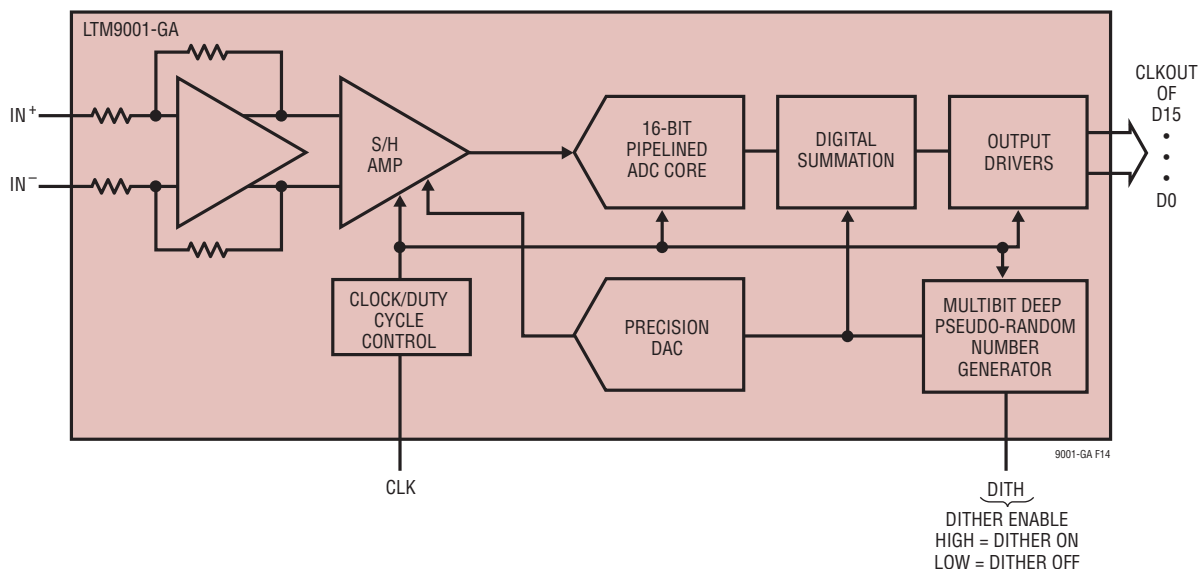 LTM9001-GA
IN+
IN−
S/H
AMP
16-BIT
PIPELINED
ADC CORE
DIGITAL
SUMMATION
OUTPUT
DRIVERS
CLKOUT
OF
D15
•
•
•
D0
CLOCK/DUTY
CYCLE
CONTROL
PRECISION
DAC
MULTIBIT DEEP
PSEUDO-RANDOM
NUMBER
GENERATOR
9001-GA F14
CLK
DITH
DITHER ENABLE
HIGH = DITHER ON
LOW = DITHER OFF